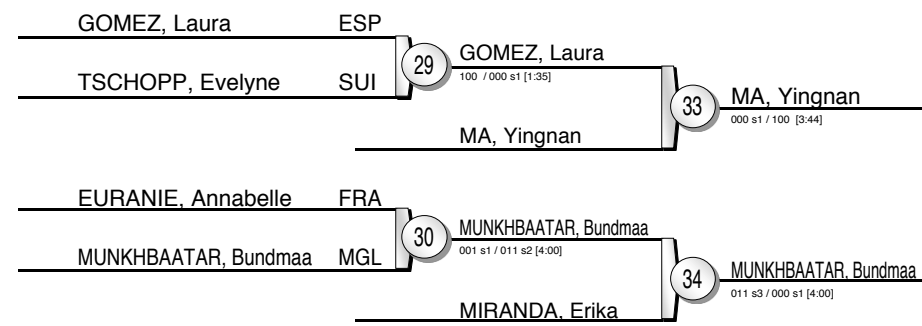 GOMEZ, Laura ESP
TSCHOPP, Evelyne SUI
29
GOMEZ, Laura
100 / 000 s1 [1:35]
MA, Yingnan
33
MA, Yingnan
000 s1 / 100 [3:44]
EURANIE, Annabelle FRA
MUNKHBAATAR, Bundmaa MGL
30
MUNKHBAATAR, Bundmaa
001 s1 / 011 s2 [4:00]
MIRANDA, Erika
34
MUNKHBAATAR, Bundmaa
011 s3 / 000 s1 [4:00]